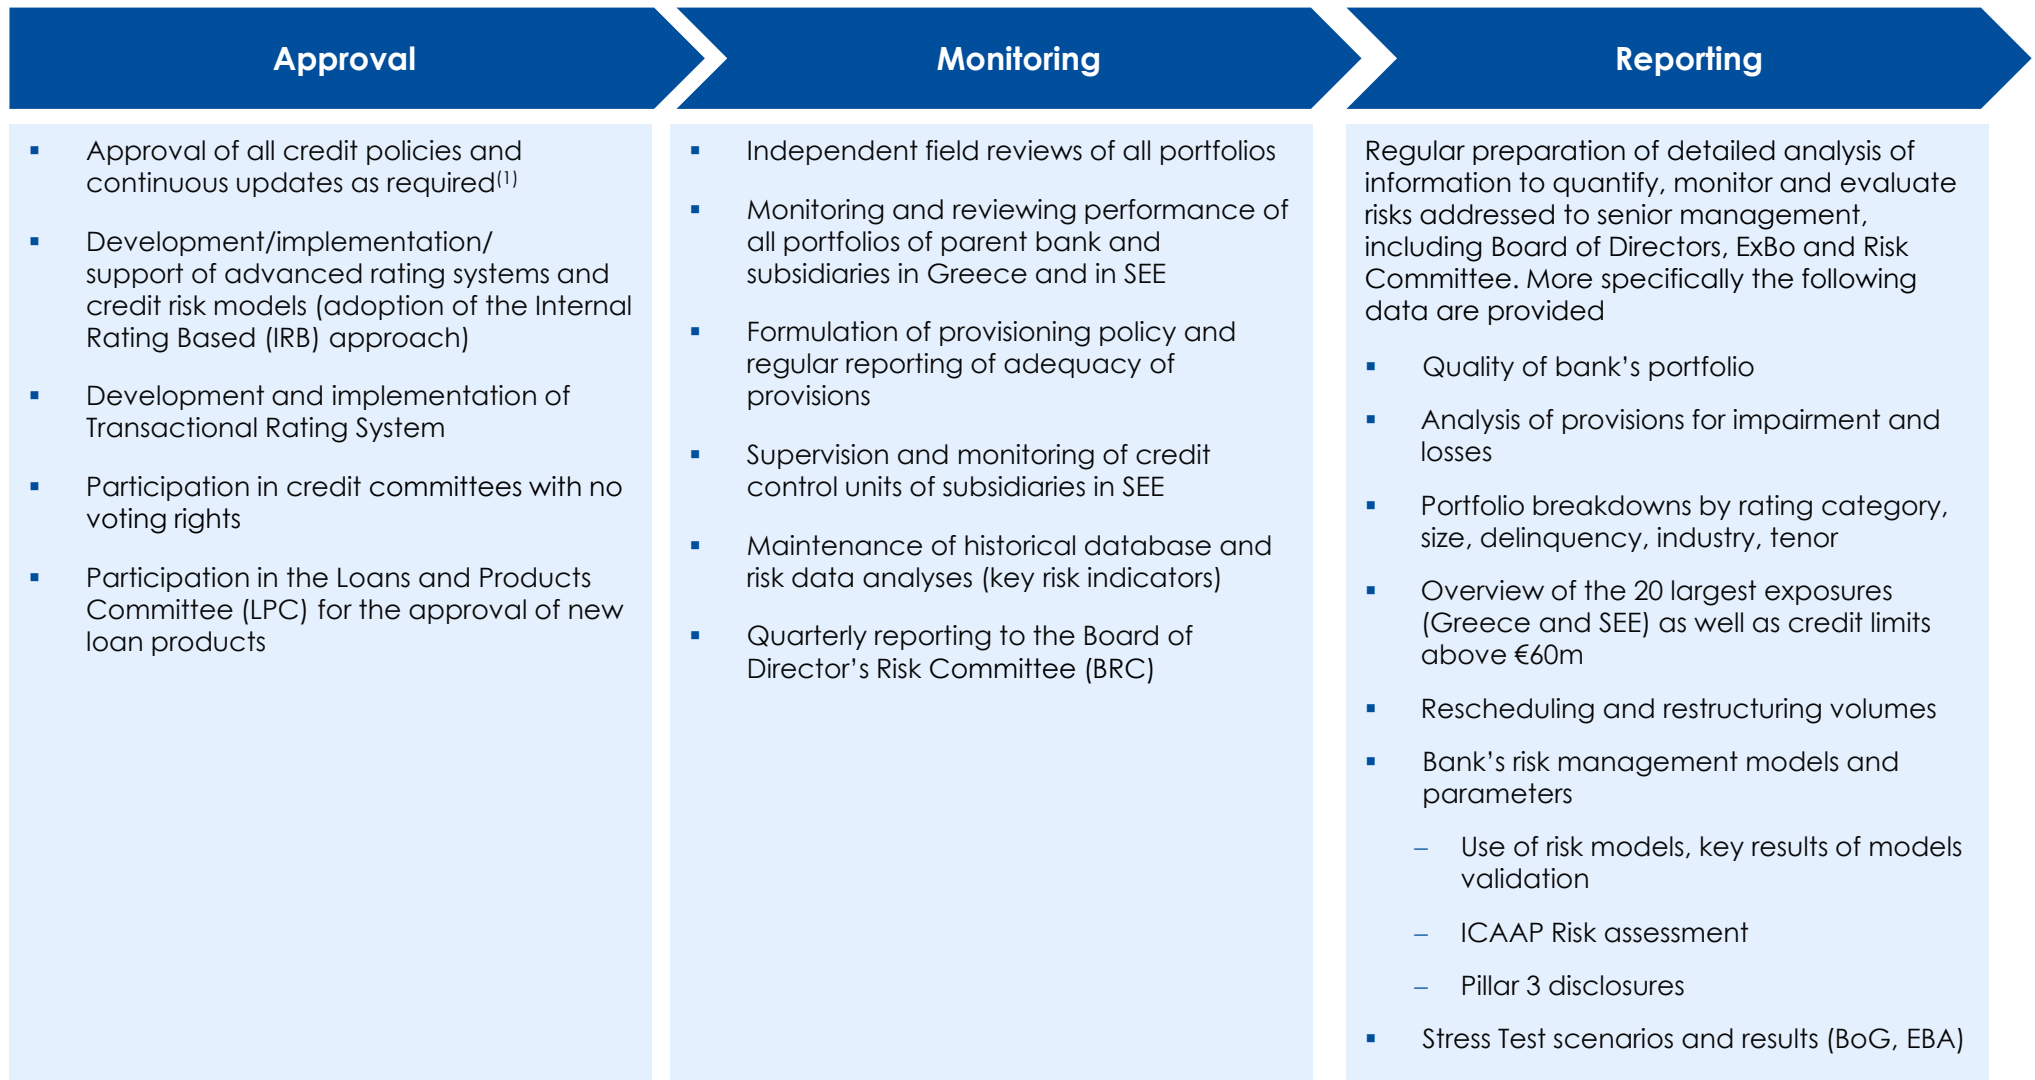 Approval
Monitoring
Reporting
▪ Approval of all credit policies and
continuous updates as required(1)
▪ Development/implementation/
support of advanced rating systems and
credit risk models (adoption of the Internal
Rating Based (IRB) approach)
▪ Development and implementation of
Transactional Rating System
▪ Participation in credit committees with no
voting rights
▪ Participation in the Loans and Products
Committee (LPC) for the approval of new
loan products
▪ Independent field reviews of all portfolios
▪ Monitoring and reviewing performance of
all portfolios of parent bank and
subsidiaries in Greece and in SEE
▪ Formulation of provisioning policy and
regular reporting of adequacy of
provisions
▪ Supervision and monitoring of credit
control units of subsidiaries in SEE
▪ Maintenance of historical database and
risk data analyses (key risk indicators)
▪ Quarterly reporting to the Board of
Director’s Risk Committee (BRC)
Regular preparation of detailed analysis of
information to quantify, monitor and evaluate
risks addressed to senior management,
including Board of Directors, ExBo and Risk
Committee. More specifically the following
data are provided
▪ Quality of bank’s portfolio
▪ Analysis of provisions for impairment and
losses
▪ Portfolio breakdowns by rating category,
size, delinquency, industry, tenor
▪ Overview of the 20 largest exposures
(Greece and SEE) as well as credit limits
above €60m
▪ Rescheduling and restructuring volumes
▪ Bank’s risk management models and
parameters
– Use of risk models, key results of models
validation
– ICAAP Risk assessment
– Pillar 3 disclosures
▪ Stress Test scenarios and results (BoG, EBA)